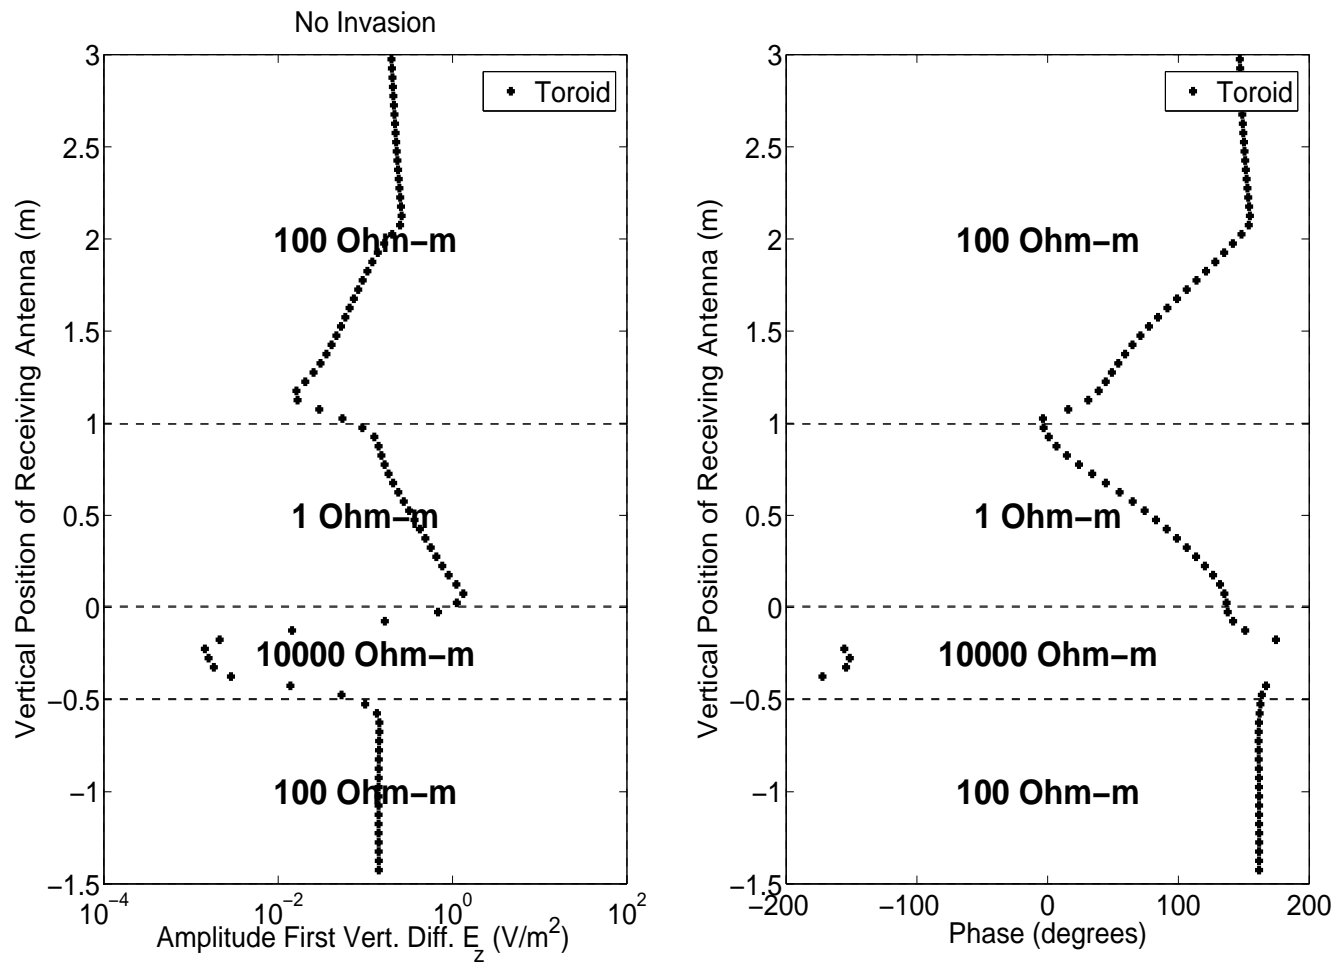 No Invasion
Toroid
Vertical Position of Receiving Antenna (m)
3
2.5
2
1.5
1
0.5
0
−0.5
−1
−1.5
100 Ohm−m
1 Ohm−m
10000 Ohm−m
100 Ohm−m
10^−4
10^−2
10^0
10^2
Amplitude First Vert. Diff. E_z (V/m^2)
Toroid
Vertical Position of Receiving Antenna (m)
3
2.5
2
1.5
1
0.5
0
−0.5
−1
−1.5
100 Ohm−m
1 Ohm−m
10000 Ohm−m
100 Ohm−m
−200
−100
0
100
200
Phase (degrees)